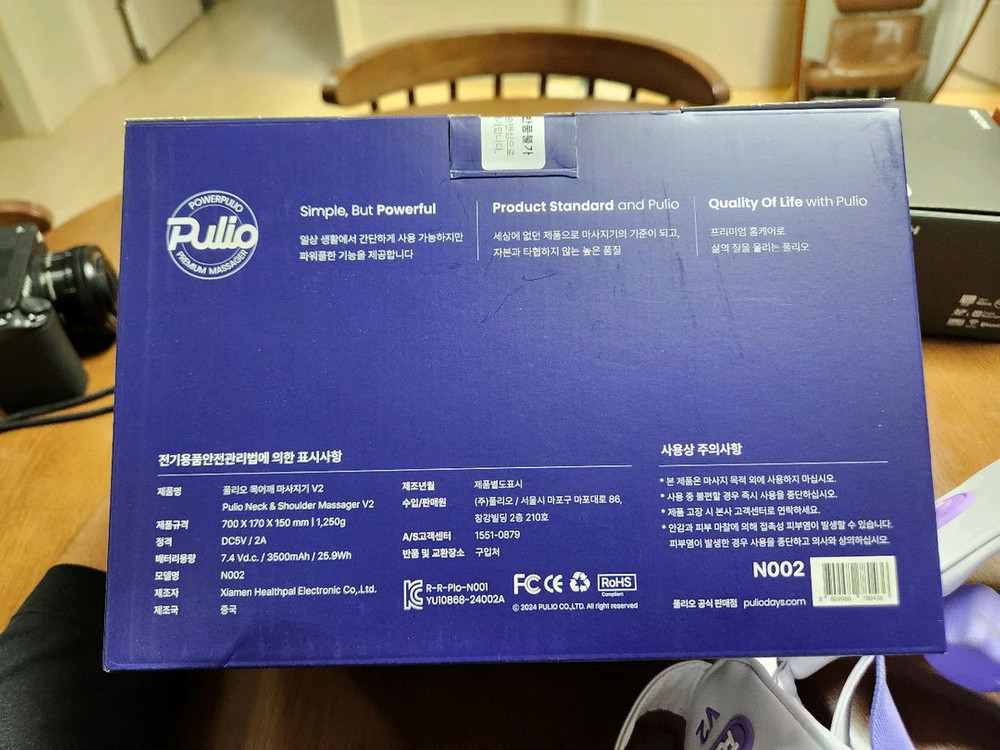 반품불가
POWERPULIO
Pulio
PREMIUM MASSAGER
Simple, But Powerful
일상 생활에서 간단하게 사용 가능하지만
파워풀한 기능을 제공합니다
Product Standard and Pulio
세상에 없던 제품으로 마사지기의 기준이 되고,
자본과 타협하지 않는 높은 품질
Quality Of Life with Pulio
프리미엄 홈케어로
삶의 질을 올리는 풀리오
전기용품안전관리법에 의한 표시사항
제품명 풀리오 목어깨 마사지기 V2
Pulio Neck & Shoulder Massager V2
제품규격 700 X 170 X 150 mm | 1,250g
정격 DC5V / 2A
배터리용량 7.4 Vd.c. / 3500mAh / 25.9Wh
모델명 N002
제조자 Xiamen Healthpal Electronic Co,.Ltd.
제조국 중국
제조년월 제품별도표시
수입/판매원 (주)풀리오 / 서울시 마포구 마포대로 86,
창강빌딩 2층 210호
A/S고객센터 1551-0879
반품 및 교환장소 구입처
R-R-Plo-N001
YU10868-24002A
FC CE RoHS
Compliant
© 2024 PULIO CO.,LTD. All right reserved
사용상 주의사항
* 본 제품은 마사지 목적 외에 사용하지 마십시오.
* 사용 중 불편할 경우 즉시 사용을 중단하십시오.
* 제품 고장 시 본사 고객센터로 연락하세요.
* 안감과 피부 마찰에 의해 접촉성 피부염이 발생할 수 있습니다.
피부염이 발생한 경우 사용을 중단하고 의사와 상의하십시오.
N002
풀리오 공식 판매점 puliodays.com
V2